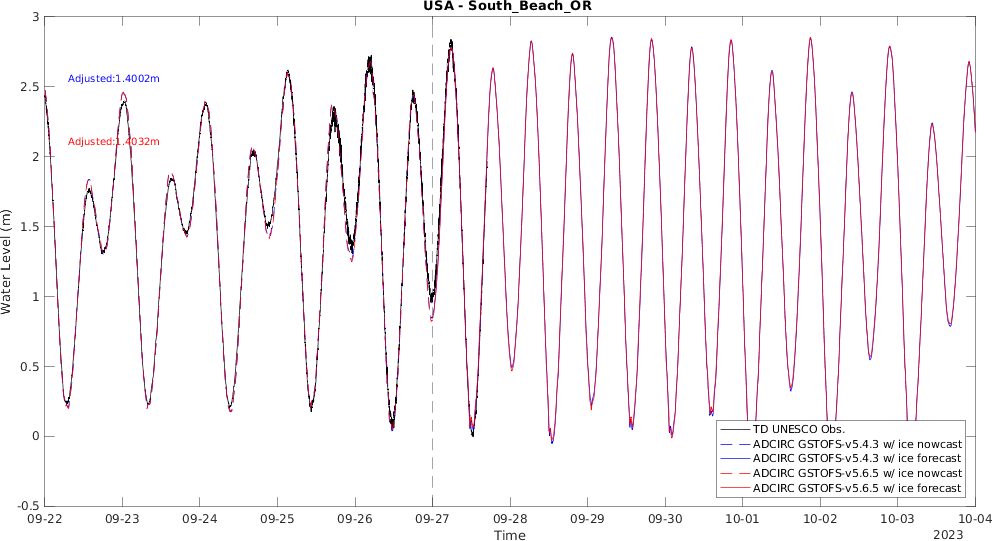 USA - South_Beach_OR
Adjusted:1.4002m
Adjusted:1.4032m
Water Level (m)
3
2.5
2
1.5
1
0.5
0
-0.5
TD UNESCO Obs.
ADCIRC GSTOFS-v5.4.3 w/ ice nowcast
ADCIRC GSTOFS-v5.4.3 w/ ice forecast
ADCIRC GSTOFS-v5.6.5 w/ ice nowcast
ADCIRC GSTOFS-v5.6.5 w/ ice forecast
09-22 09-23 09-24 09-25 09-26 09-27 09-28 09-29 09-30 10-01 10-02 10-03 10-04
Time
2023